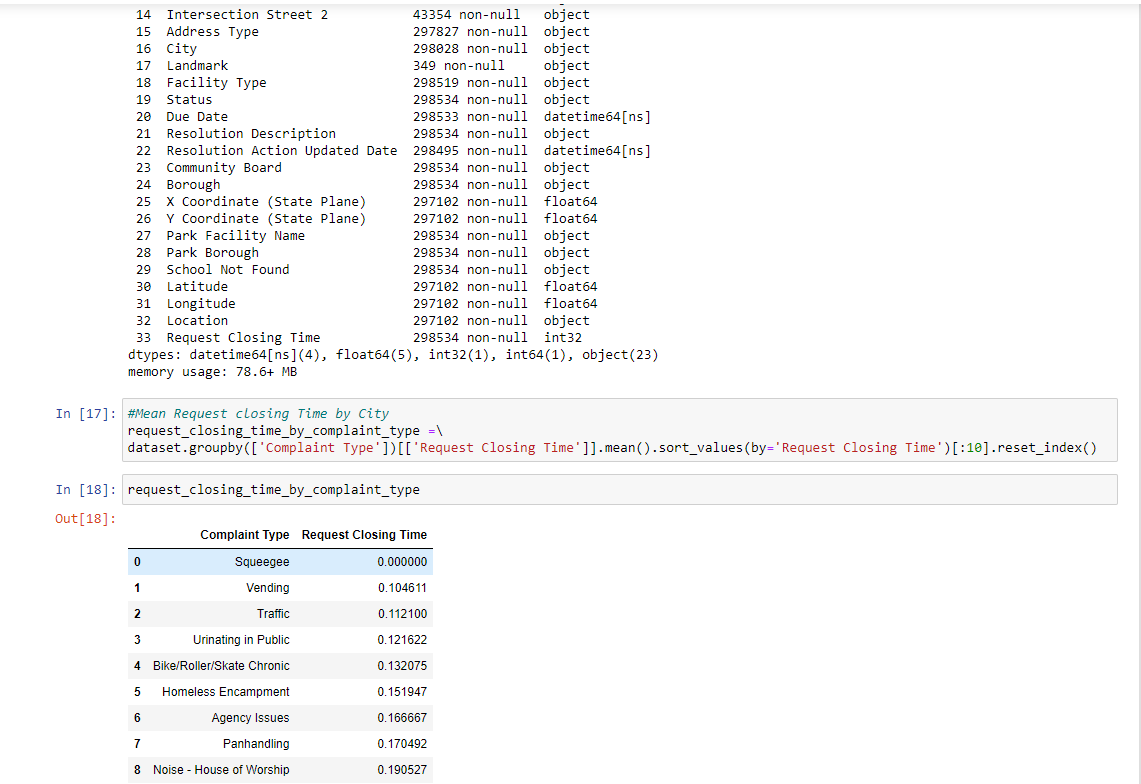 14 Intersection Street 2 43354 non-null object
15 Address Type 297827 non-null object
16 City 298028 non-null object
17 Landmark 349 non-null object
18 Facility Type 298519 non-null object
19 Status 298534 non-null object
20 Due Date 298533 non-null datetime64[ns]
21 Resolution Description 298534 non-null object
22 Resolution Action Updated Date 298495 non-null datetime64[ns]
23 Community Board 298534 non-null object
24 Borough 298534 non-null object
25 X Coordinate (State Plane) 297102 non-null float64
26 Y Coordinate (State Plane) 297102 non-null float64
27 Park Facility Name 298534 non-null object
28 Park Borough 298534 non-null object
29 School Not Found 298534 non-null object
30 Latitude 297102 non-null float64
31 Longitude 297102 non-null float64
32 Location 297102 non-null object
33 Request Closing Time 298534 non-null int32
dtypes: datetime64[ns](4), float64(5), int32(1), int64(1), object(23)
memory usage: 78.6+ MB
In [17]: #Mean Request closing Time by City
request_closing_time_by_complaint_type =\
dataset.groupby(['Complaint Type'])[['Request Closing Time']].mean().sort_values(by='Request Closing Time')[:10].reset_index()
In [18]: request_closing_time_by_complaint_type
Out[18]:
Complaint Type Request Closing Time
0 Squeegee 0.000000
1 Vending 0.104611
2 Traffic 0.112100
3 Urinating in Public 0.121622
4 Bike/Roller/Skate Chronic 0.132075
5 Homeless Encampment 0.151947
6 Agency Issues 0.166667
7 Panhandling 0.170492
8 Noise - House of Worship 0.190527